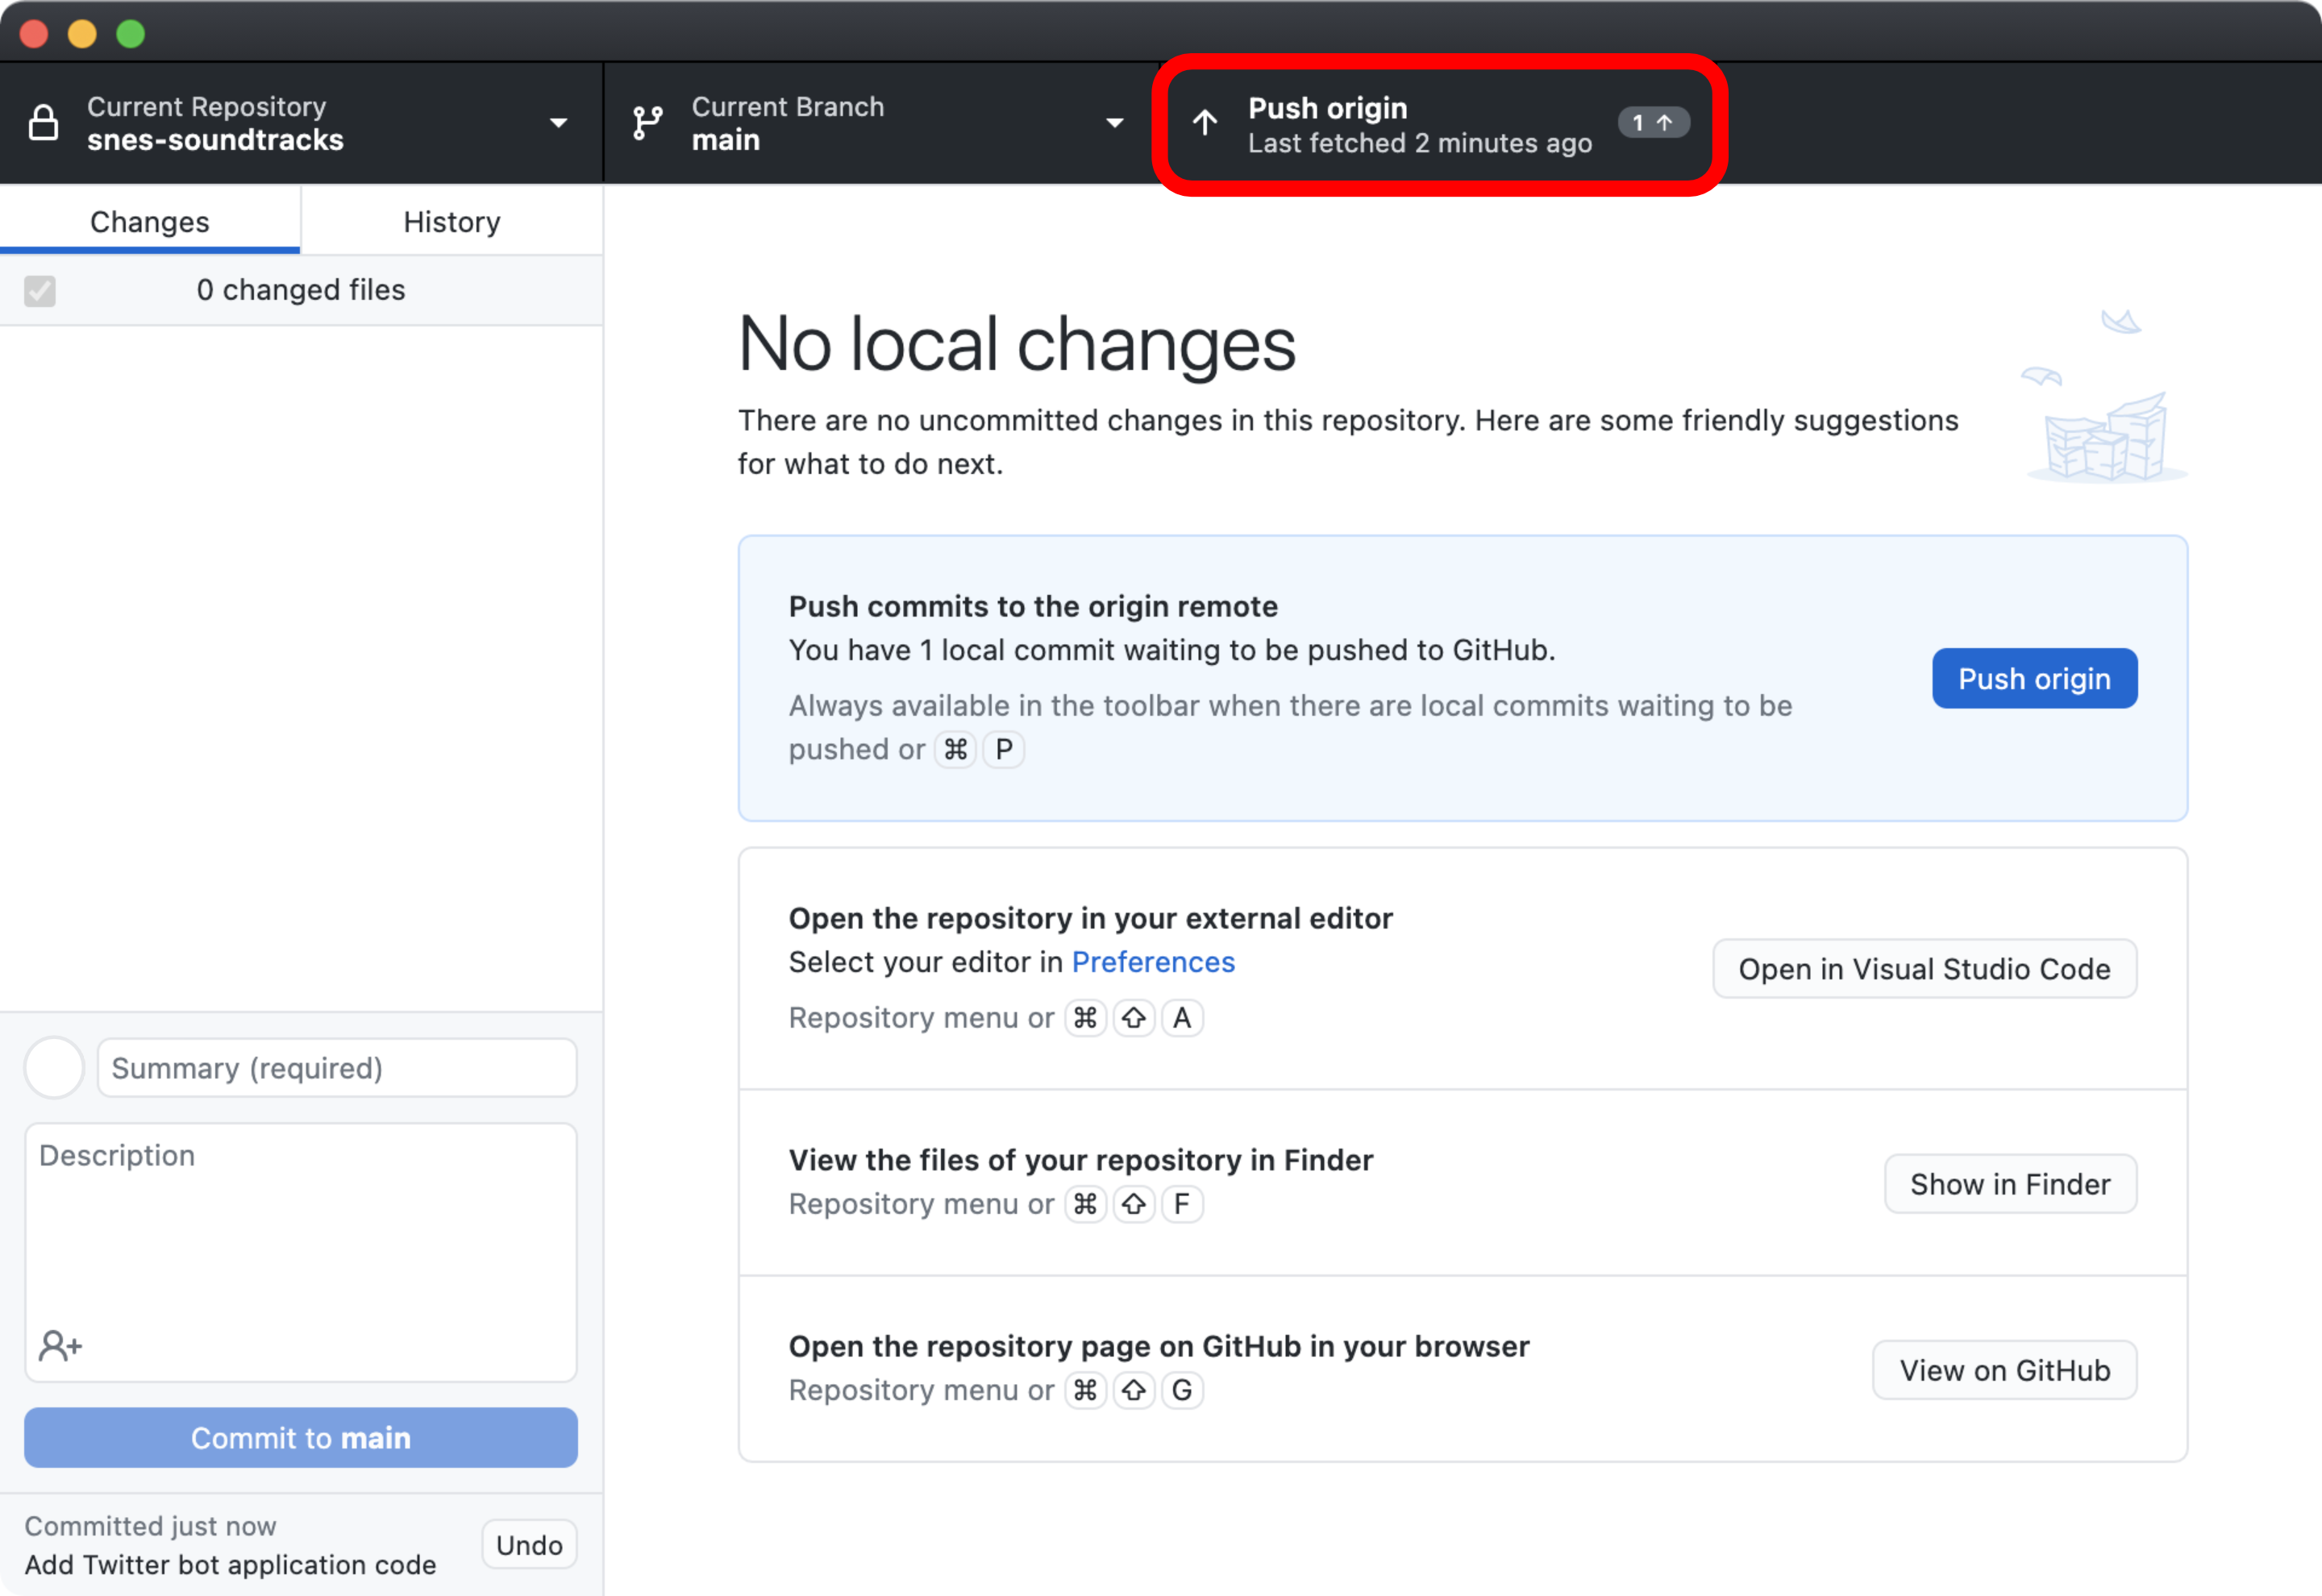 Current Repository
snes-soundtracks
Current Branch
main
Push origin
Last fetched 2 minutes ago
1 ↑
Changes
History
0 changed files
No local changes
There are no uncommitted changes in this repository. Here are some friendly suggestions
for what to do next.
Push commits to the origin remote
You have 1 local commit waiting to be pushed to GitHub.
Always available in the toolbar when there are local commits waiting to be
pushed or ⌘ P
Push origin
Open the repository in your external editor
Select your editor in Preferences
Repository menu or ⌘ ⇧ A
Open in Visual Studio Code
View the files of your repository in Finder
Repository menu or ⌘ ⇧ F
Show in Finder
Open the repository page on GitHub in your browser
Repository menu or ⌘ ⇧ G
View on GitHub
Summary (required)
Description
Commit to main
Committed just now
Add Twitter bot application code
Undo